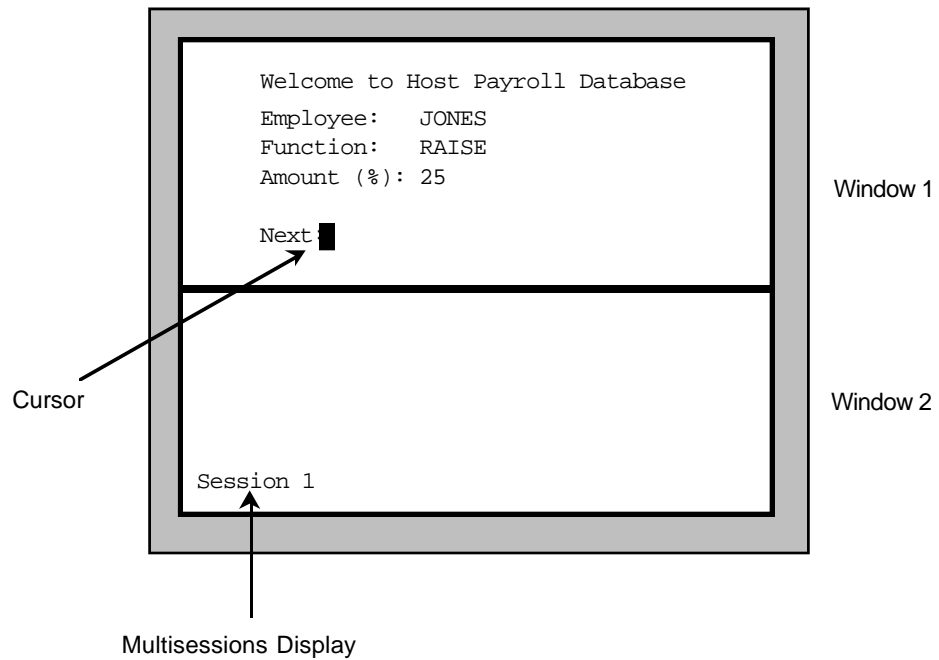 Welcome to Host Payroll Database
Employee: JONES
Function: RAISE
Amount (%): 25
Window 1
Next:
Cursor
Window 2
Session 1
Multisessions Display